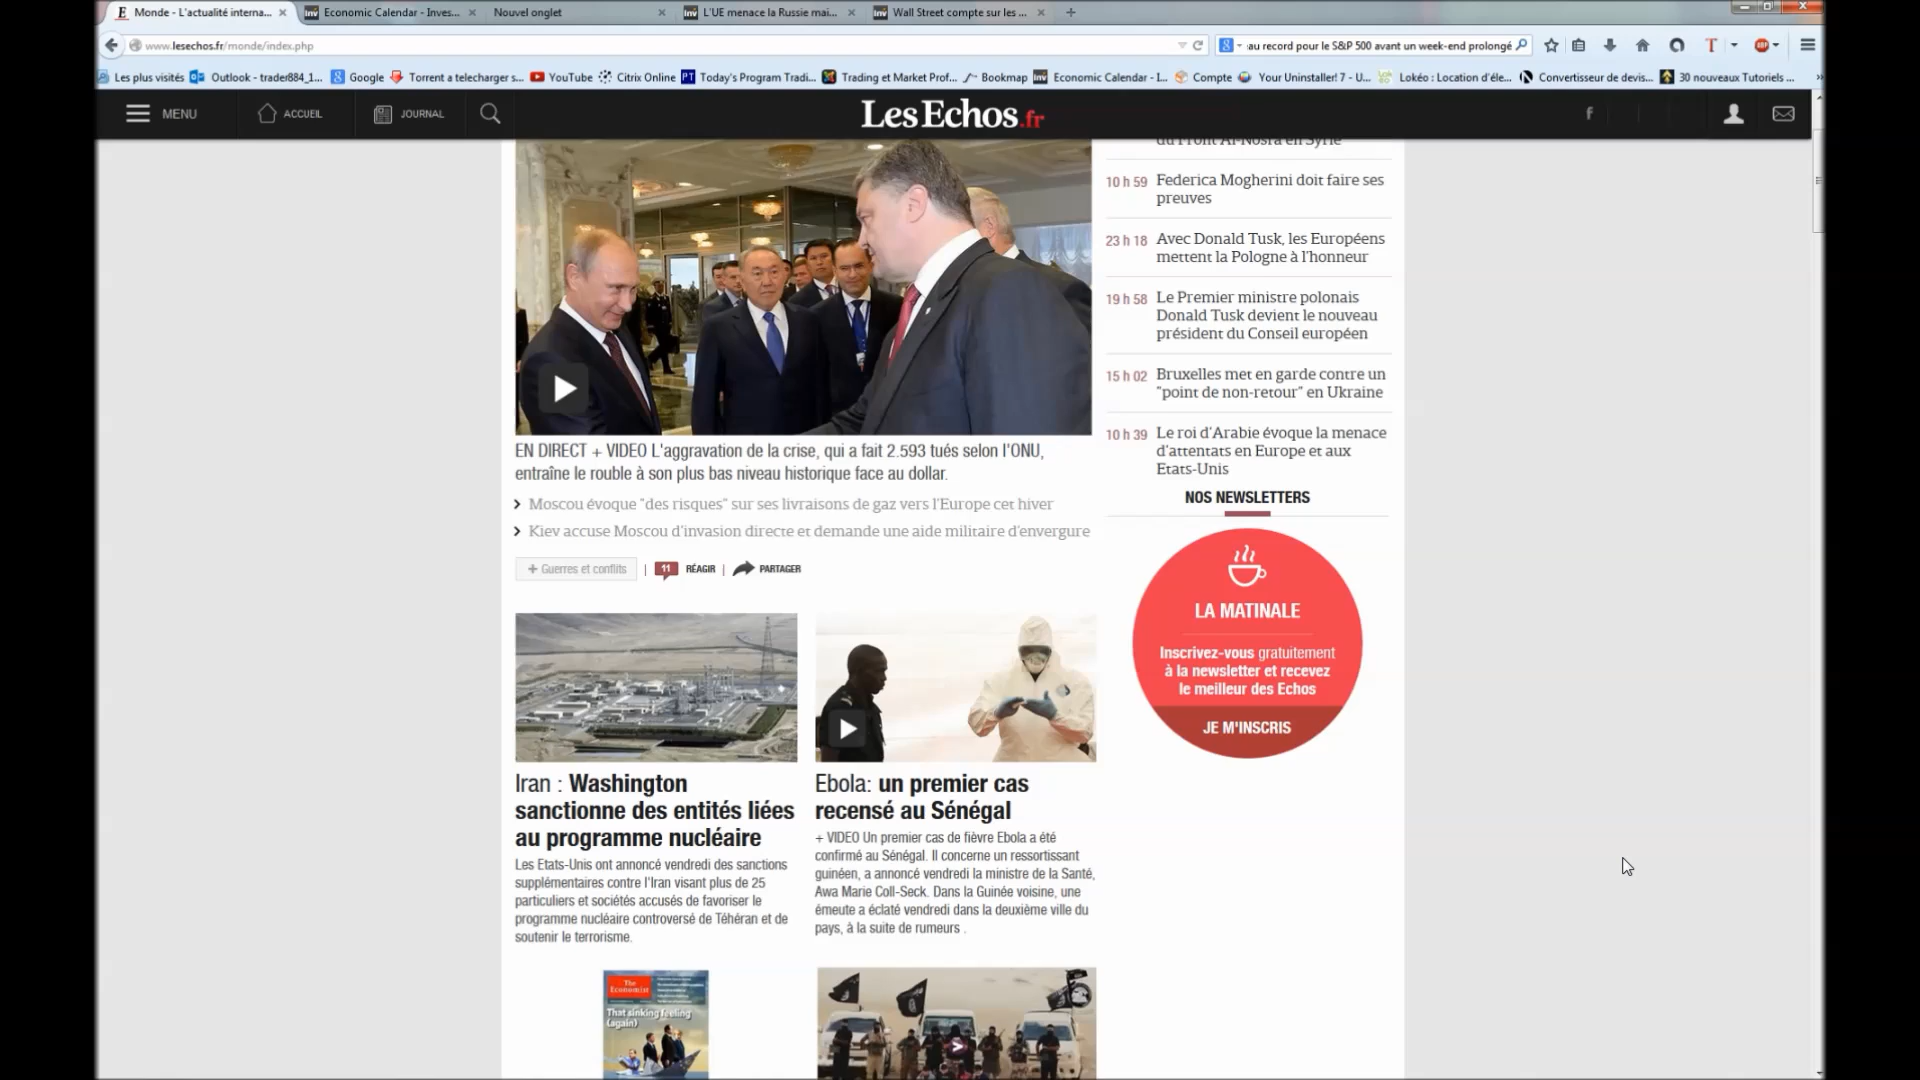 Monde - L'actualité interna...
Economic Calendar - Inves...
Nouvel onglet
L'UE menace la Russie mai...
Wall Street compte sur les ...
www.lesechos.fr/monde/index.php
au record pour le S&P 500 avant un week-end prolongé
Les plus visités
Outlook - trader884_1...
Google
Torrent a telecharger s...
YouTube
Citrix Online
Today's Program Tradi...
Trading et Market Prof...
Bookmap
Economic Calendar - I...
Compte
Your Uninstaller! 7 - U...
Lokéo : Location d'éle...
Convertisseur de devis...
30 nouveaux Tutoriels ...
MENU
ACCUEIL
JOURNAL
LesEchos.fr
EN DIRECT + VIDEO L'aggravation de la crise, qui a fait 2.593 tués selon l'ONU,
entraîne le rouble à son plus bas niveau historique face au dollar.
Moscou évoque "des risques" sur ses livraisons de gaz vers l'Europe cet hiver
Kiev accuse Moscou d'invasion directe et demande une aide militaire d'envergure
+ Guerres et conflits | 11 RÉAGIR | PARTAGER
Iran : Washington
sanctionne des entités liées
au programme nucléaire
Les Etats-Unis ont annoncé vendredi des sanctions
supplémentaires contre l'Iran visant plus de 25
particuliers et sociétés accusés de favoriser le
programme nucléaire controversé de Téhéran et de
soutenir le terrorisme.
Ebola: un premier cas
recensé au Sénégal
+ VIDEO Un premier cas de fièvre Ebola a été
confirmé au Sénégal. Il concerne un ressortissant
guinéen, a annoncé vendredi la ministre de la Santé,
Awa Marie Coll-Seck. Dans la Guinée voisine, une
émeute a éclaté vendredi dans la deuxième ville du
pays, à la suite de rumeurs .
The
Economist
That sinking feeling
(again)
du Front Al-Nosra en Syrie
10 h 59 Federica Mogherini doit faire ses
preuves
23 h 18 Avec Donald Tusk, les Européens
mettent la Pologne à l'honneur
19 h 58 Le Premier ministre polonais
Donald Tusk devient le nouveau
président du Conseil européen
15 h 02 Bruxelles met en garde contre un
"point de non-retour" en Ukraine
10 h 39 Le roi d'Arabie évoque la menace
d'attentats en Europe et aux
Etats-Unis
NOS NEWSLETTERS
LA MATINALE
Inscrivez-vous gratuitement
à la newsletter et recevez
le meilleur des Echos
JE M'INSCRIS